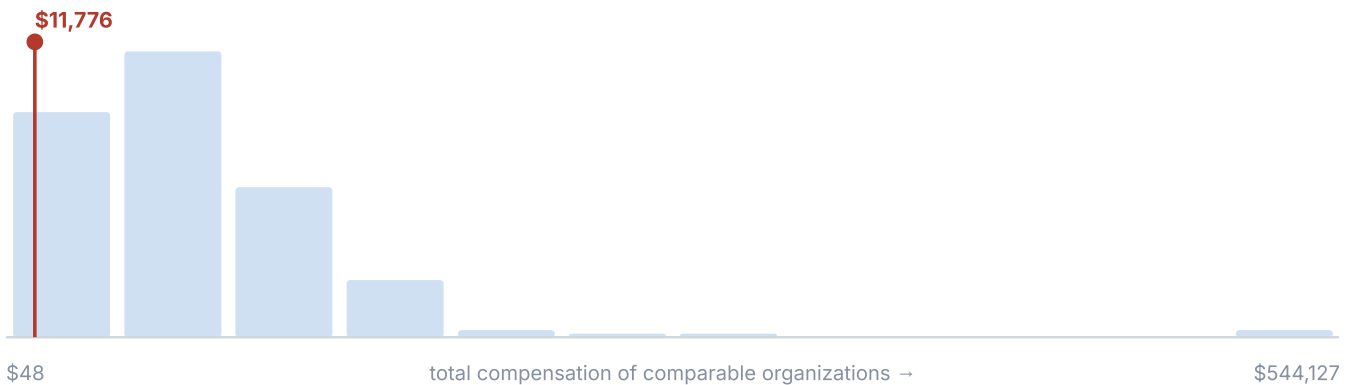 $11,776
$48 total compensation of comparable organizations → $544,127